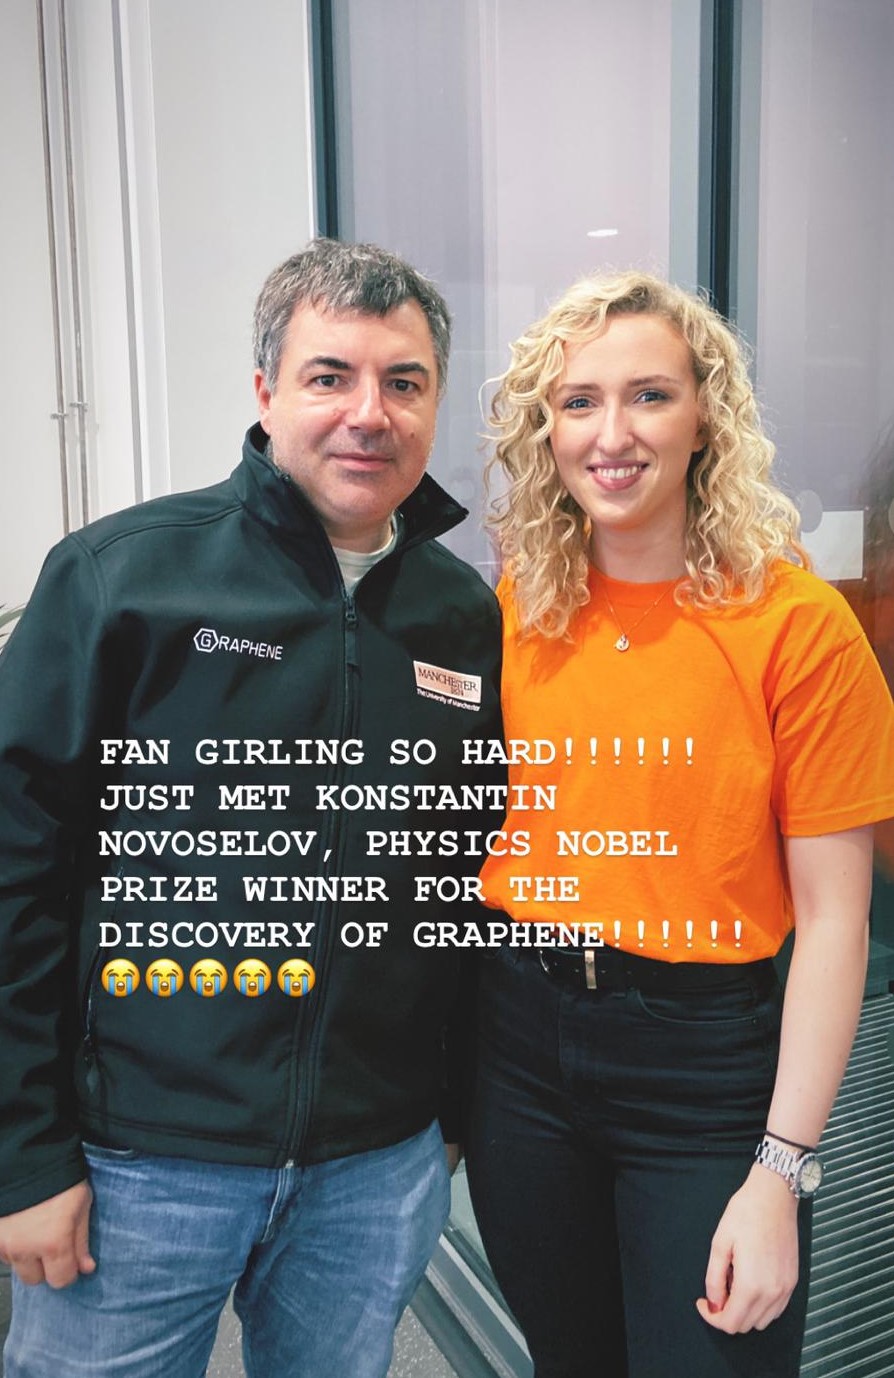 GRAPHENE
MANCHESTER
1824
The University of Manchester
FAN GIRLING SO HARD!!!!!!
JUST MET KONSTANTIN
NOVOSELOV, PHYSICS NOBEL
PRIZE WINNER FOR THE
DISCOVERY OF GRAPHENE!!!!!!
😭😭😭😭😭